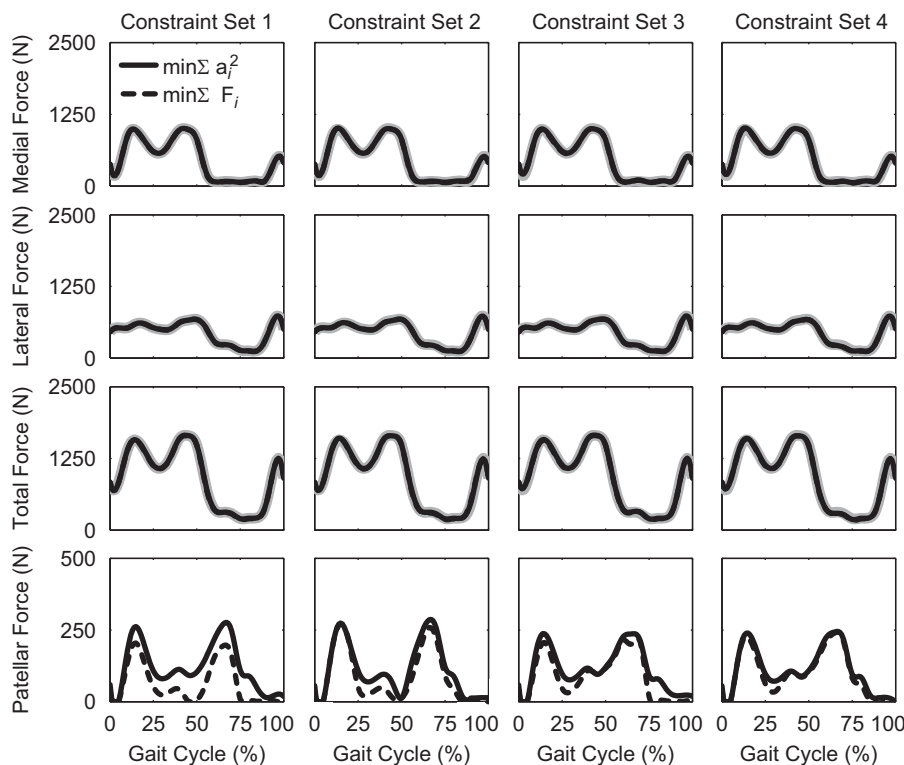 Constraint Set 1 Constraint Set 2 Constraint Set 3 Constraint Set 4
Medial Force (N)
2500
1250
0
minΣ a_i^2
minΣ F_i
Lateral Force (N)
2500
1250
0
Total Force (N)
2500
1250
0
Patellar Force (N)
500
250
0
0 25 50 75 100 0 25 50 75 100 0 25 50 75 100 0 25 50 75 100
Gait Cycle (%) Gait Cycle (%) Gait Cycle (%) Gait Cycle (%)